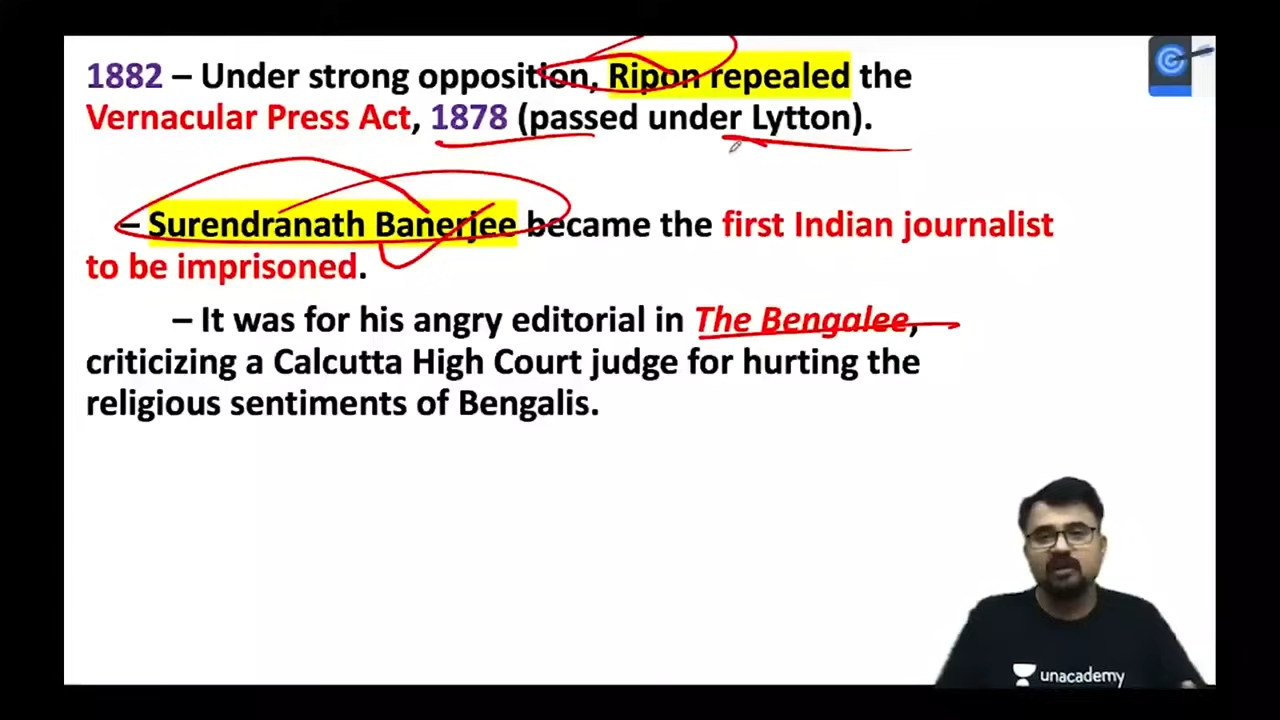 1882 – Under strong opposition, Ripon repealed the
Vernacular Press Act, 1878 (passed under Lytton).
– Surendranath Banerjee became the first Indian journalist
to be imprisoned.
– It was for his angry editorial in The Bengalee,
criticizing a Calcutta High Court judge for hurting the
religious sentiments of Bengalis.
unacademy